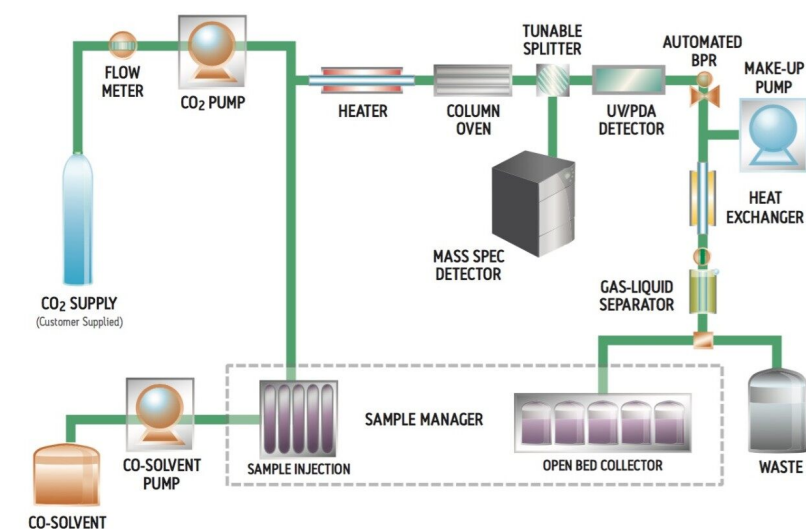 TUNABLE
SPLITTER
AUTOMATED
BPR
MAKE-UP
PUMP
FLOW
METER
CO2 PUMP
HEATER
COLUMN
OVEN
UV/PDA
DETECTOR
HEAT
EXCHANGER
MASS SPEC
DETECTOR
GAS-LIQUID
SEPARATOR
CO2 SUPPLY
(Customer Supplied)
SAMPLE MANAGER
CO-SOLVENT
PUMP
SAMPLE INJECTION
OPEN BED COLLECTOR
WASTE
CO-SOLVENT